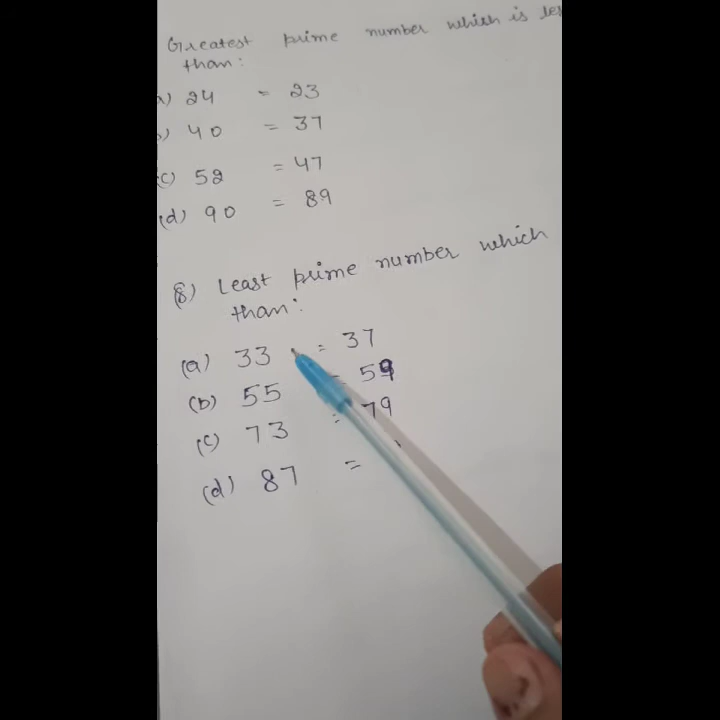 Greatest prime number which is les
than:
) 24 = 23
) 40 = 37
(c) 52 = 47
(d) 90 = 89
(8) Least prime number which
than:
(a) 33 = 37
(b) 55 = 59
(c) 73 = 79
(d) 87 =